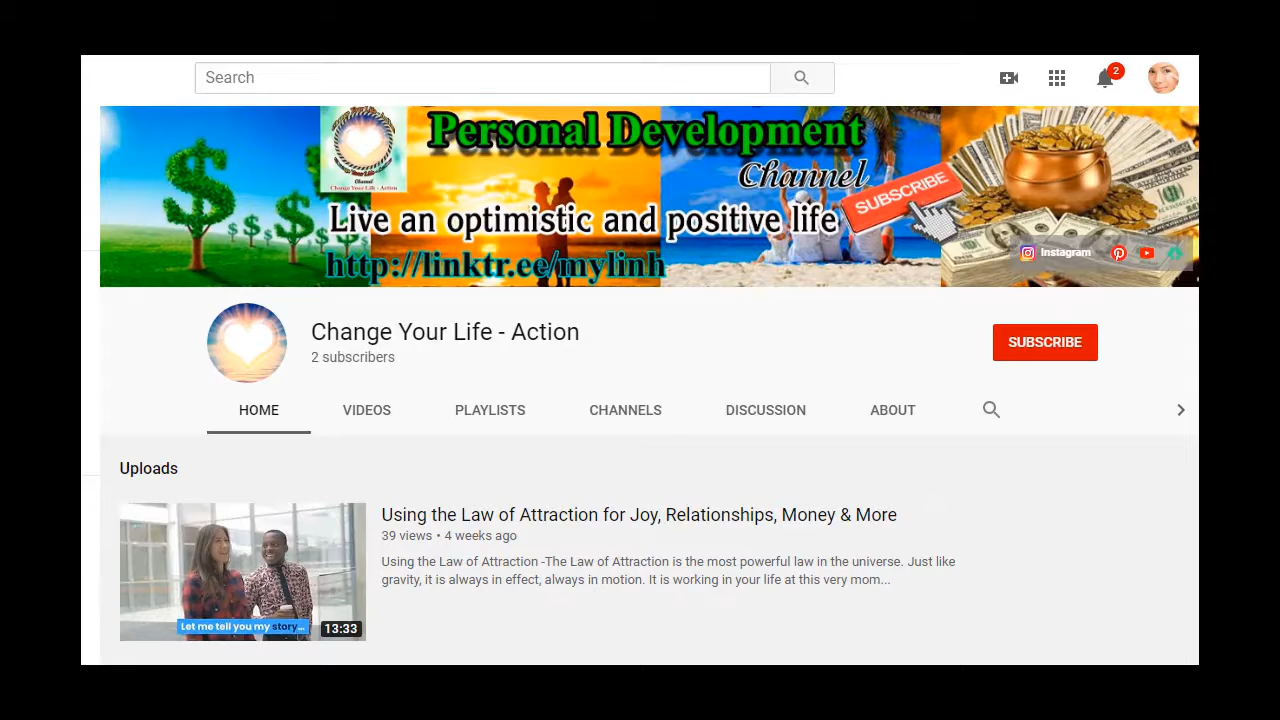 Search
2
Personal Development
Channel
Change Your Life - Action
SUBSCRIBE
Live an optimistic and positive life
http://linktr.ee/mylinh
Instagram
Change Your Life - Action
2 subscribers
SUBSCRIBE
HOME
VIDEOS
PLAYLISTS
CHANNELS
DISCUSSION
ABOUT
Uploads
Using the Law of Attraction for Joy, Relationships, Money & More
39 views • 4 weeks ago
Using the Law of Attraction -The Law of Attraction is the most powerful law in the universe. Just like
gravity, it is always in effect, always in motion. It is working in your life at this very mom...
Let me tell you my story...
13:33